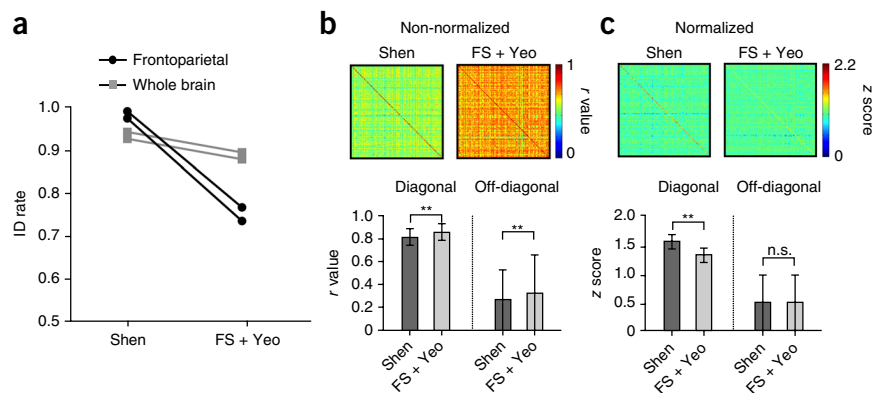 a
Frontoparietal
Whole brain
ID rate
1.0
0.9
0.8
0.7
0.6
0.5
Shen
FS + Yeo
b
Non-normalized
Shen
FS + Yeo
1
r value
0
Diagonal
Off-diagonal
**
**
r value
1.0
0.8
0.6
0.4
0.2
0
Shen
FS + Yeo
Shen
FS + Yeo
c
Normalized
Shen
FS + Yeo
2.2
z score
0
Diagonal
Off-diagonal
**
n.s.
z score
2.0
1.5
1.0
0.5
0
Shen
FS + Yeo
Shen
FS + Yeo